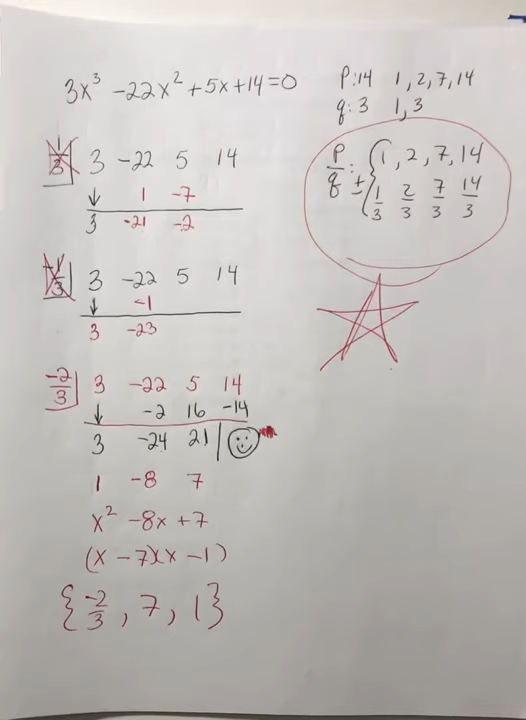 3x³ -22x² +5x+14=0
P:14 1, 2, 7, 14
q:3 1, 3
P/q : ± { 1, 2, 7, 14
1/3 2/3 7/3 14/3
1/3 | 3 -22 5 14
↓ 1 -7
3 -21 -2
-1/3 | 3 -22 5 14
↓ -1
3 -23
-2/3 | 3 -22 5 14
↓ -2 16 -14
3 -24 21 |
1 -8 7
x² -8x +7
(x -7)(x -1)
{-2/3, 7, 1}